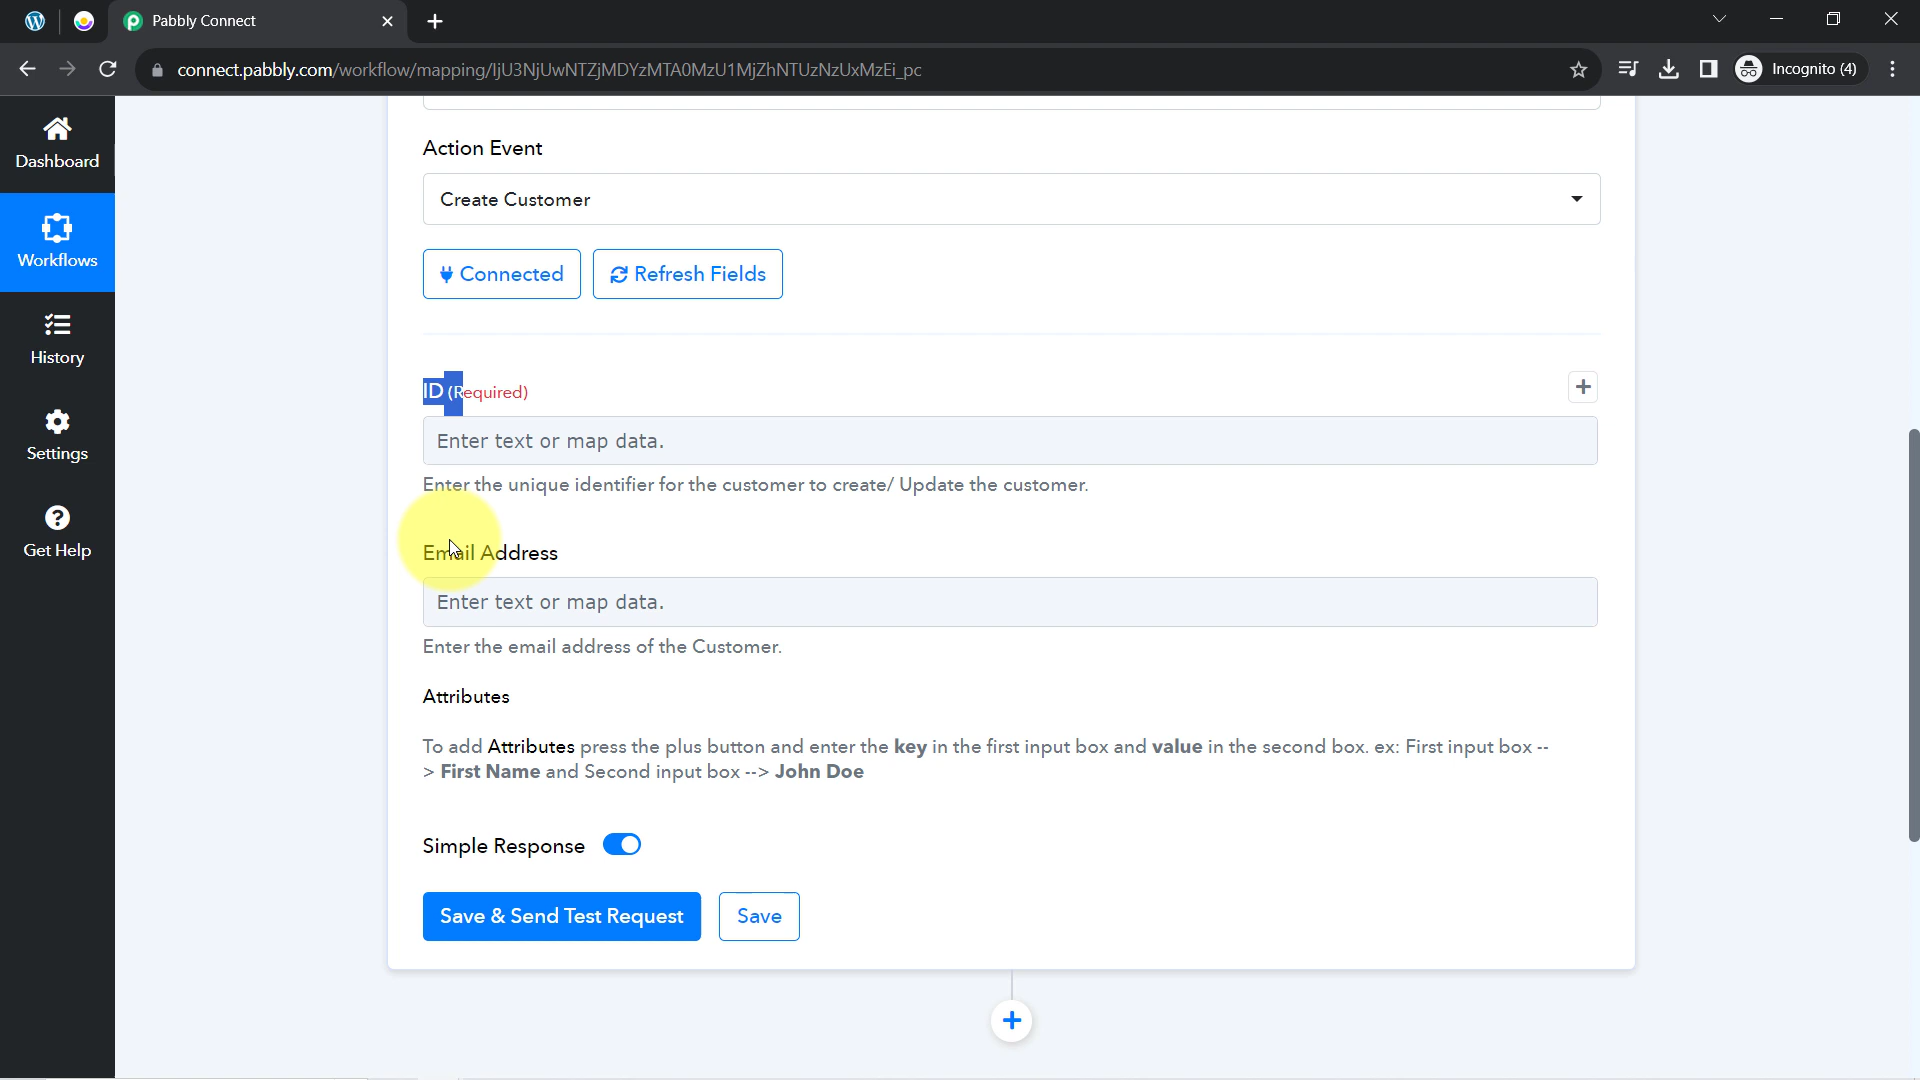 Pabbly Connect
connect.pabbly.com/workflow/mapping/IjU3NjUwNTZjMDYzMTA0MzU1MjZhNTUzNzUxMzEi_pc
Incognito (4)
Dashboard
Workflows
History
Settings
Get Help
Action Event
Create Customer
Connected
Refresh Fields
ID (Required)
Enter text or map data.
Enter the unique identifier for the customer to create/ Update the customer.
Email Address
Enter text or map data.
Enter the email address of the Customer.
Attributes
To add Attributes press the plus button and enter the key in the first input box and value in the second box. ex: First input box --
> First Name and Second input box --> John Doe
Simple Response
Save & Send Test Request
Save